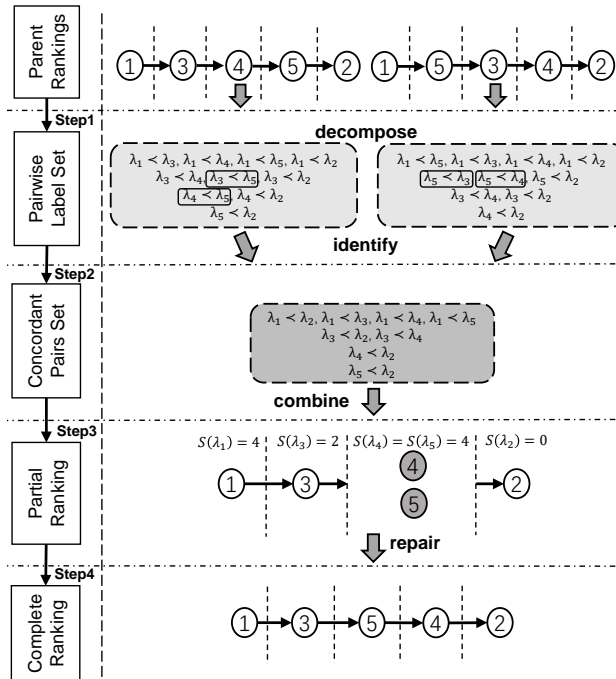 Parent Rankings
1 3 4 5 2
1 5 3 4 2
Step1
decompose
Pairwise Label Set
λ₁ ≺ λ₃, λ₁ ≺ λ₄, λ₁ ≺ λ₅, λ₁ ≺ λ₂
λ₃ ≺ λ₄, λ₃ ≺ λ₅, λ₃ ≺ λ₂
λ₄ ≺ λ₅, λ₄ ≺ λ₂
λ₅ ≺ λ₂
λ₁ ≺ λ₅, λ₁ ≺ λ₃, λ₁ ≺ λ₄, λ₁ ≺ λ₂
λ₅ ≺ λ₃, λ₅ ≺ λ₄, λ₅ ≺ λ₂
λ₃ ≺ λ₄, λ₃ ≺ λ₂
λ₄ ≺ λ₂
identify
Step2
Concordant Pairs Set
λ₁ ≺ λ₂, λ₁ ≺ λ₃, λ₁ ≺ λ₄, λ₁ ≺ λ₅
λ₃ ≺ λ₂, λ₃ ≺ λ₄
λ₄ ≺ λ₂
λ₅ ≺ λ₂
combine
Step3
Partial Ranking
S(λ₁) = 4 S(λ₃) = 2 S(λ₄) = S(λ₅) = 4 S(λ₂) = 0
1 3 4 5 2
repair
Step4
Complete Ranking
1 3 5 4 2